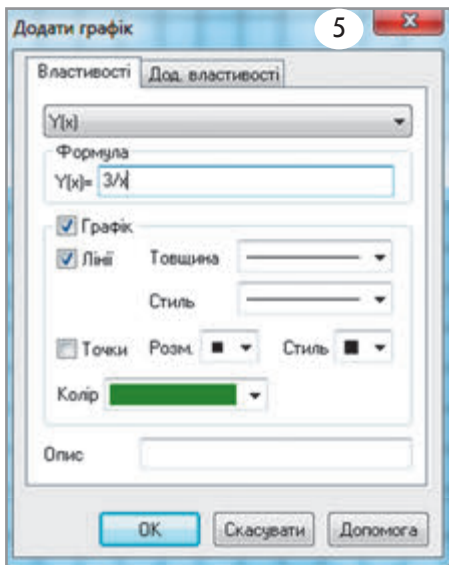 Додати графік 5
Властивості Дод. властивості
Y(x)
Формула
Y(x)= 3/x
Графік
Лінії Товщина
Стиль
Точки Розм. Стиль
Колір
Опис
OK Скасувати Допомога